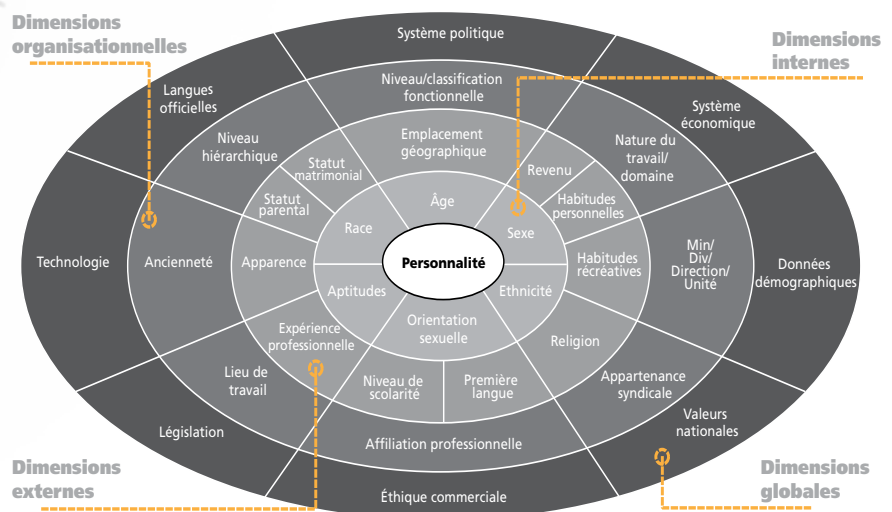 Dimensions
organisationnelles
Système politique
Dimensions
internes
Langues
officielles
Niveau/classification
fonctionnelle
Système
économique
Niveau
hiérarchique
Emplacement
géographique
Nature du
travail/
domaine
Statut
matrimonial
Revenu
Statut
parental
Âge
Habitudes
personnelles
Race
Sexe
Technologie
Ancienneté
Apparence
Personnalité
Habitudes
récréatives
Min/
Div/
Direction/
Unité
Données
démographiques
Aptitudes
Ethnicité
Orientation
sexuelle
Expérience
professionnelle
Religion
Lieu de
travail
Niveau de
scolarité
Première
langue
Appartenance
syndicale
Législation
Affiliation professionnelle
Valeurs
nationales
Dimensions
externes
Éthique commerciale
Dimensions
globales